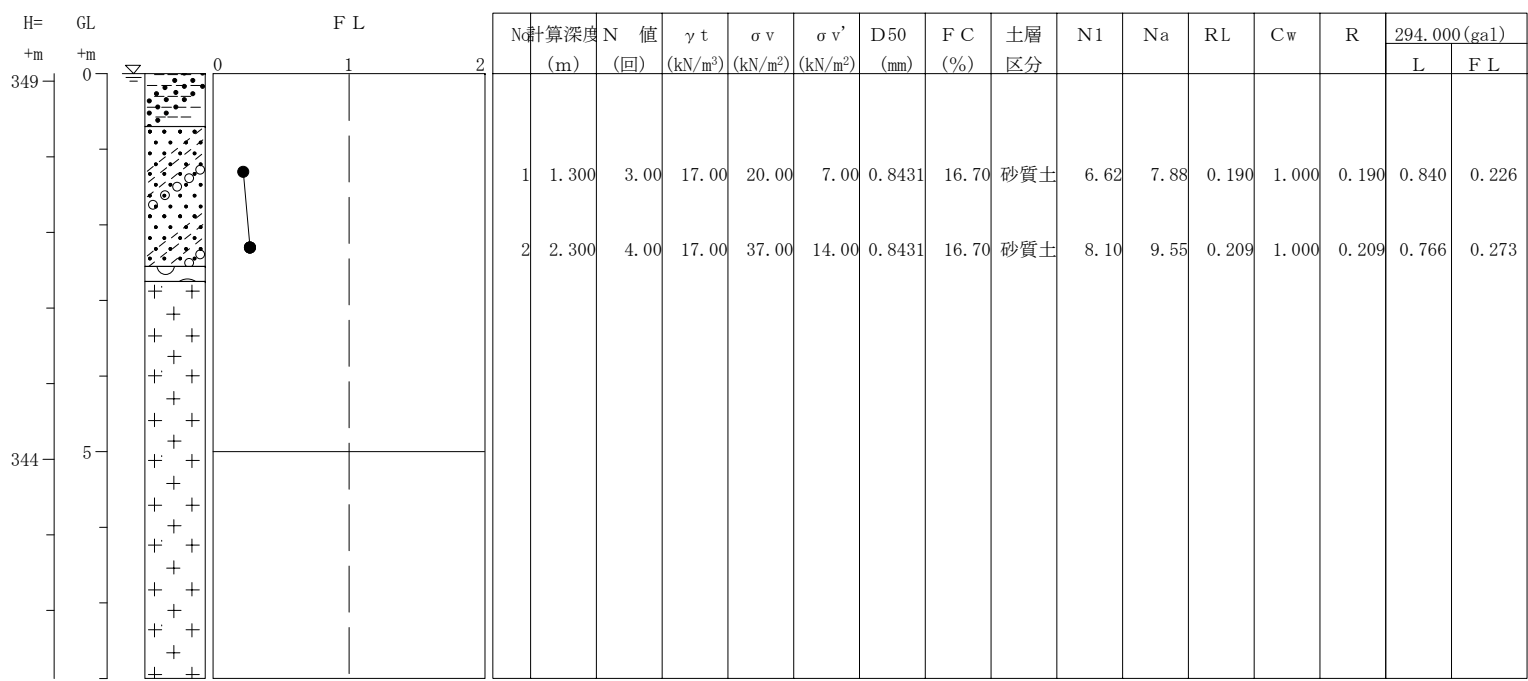 H= GL ＦＬ No 計算深度 Ｎ　値 γｔ σｖ σｖ' Ｄ50 ＦＣ 土層 Ｎ1 Ｎa ＲL Ｃw Ｒ 294.000(gal)
+m +m (m) (回) (kN/m³) (kN/m²) (kN/m²) (mm) (%) 区分 Ｌ ＦＬ
349 0 0 1 2
1 1.300 3.00 17.00 20.00 7.00 0.8431 16.70 砂質土 6.62 7.88 0.190 1.000 0.190 0.840 0.226
2 2.300 4.00 17.00 37.00 14.00 0.8431 16.70 砂質土 8.10 9.55 0.209 1.000 0.209 0.766 0.273
344 5